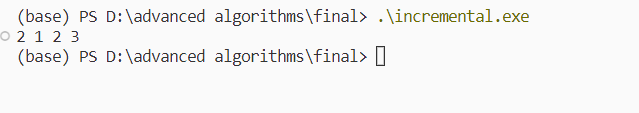 (base) PS D:\advanced algorithms\final> .\incremental.exe
2 1 2 3
(base) PS D:\advanced algorithms\final>